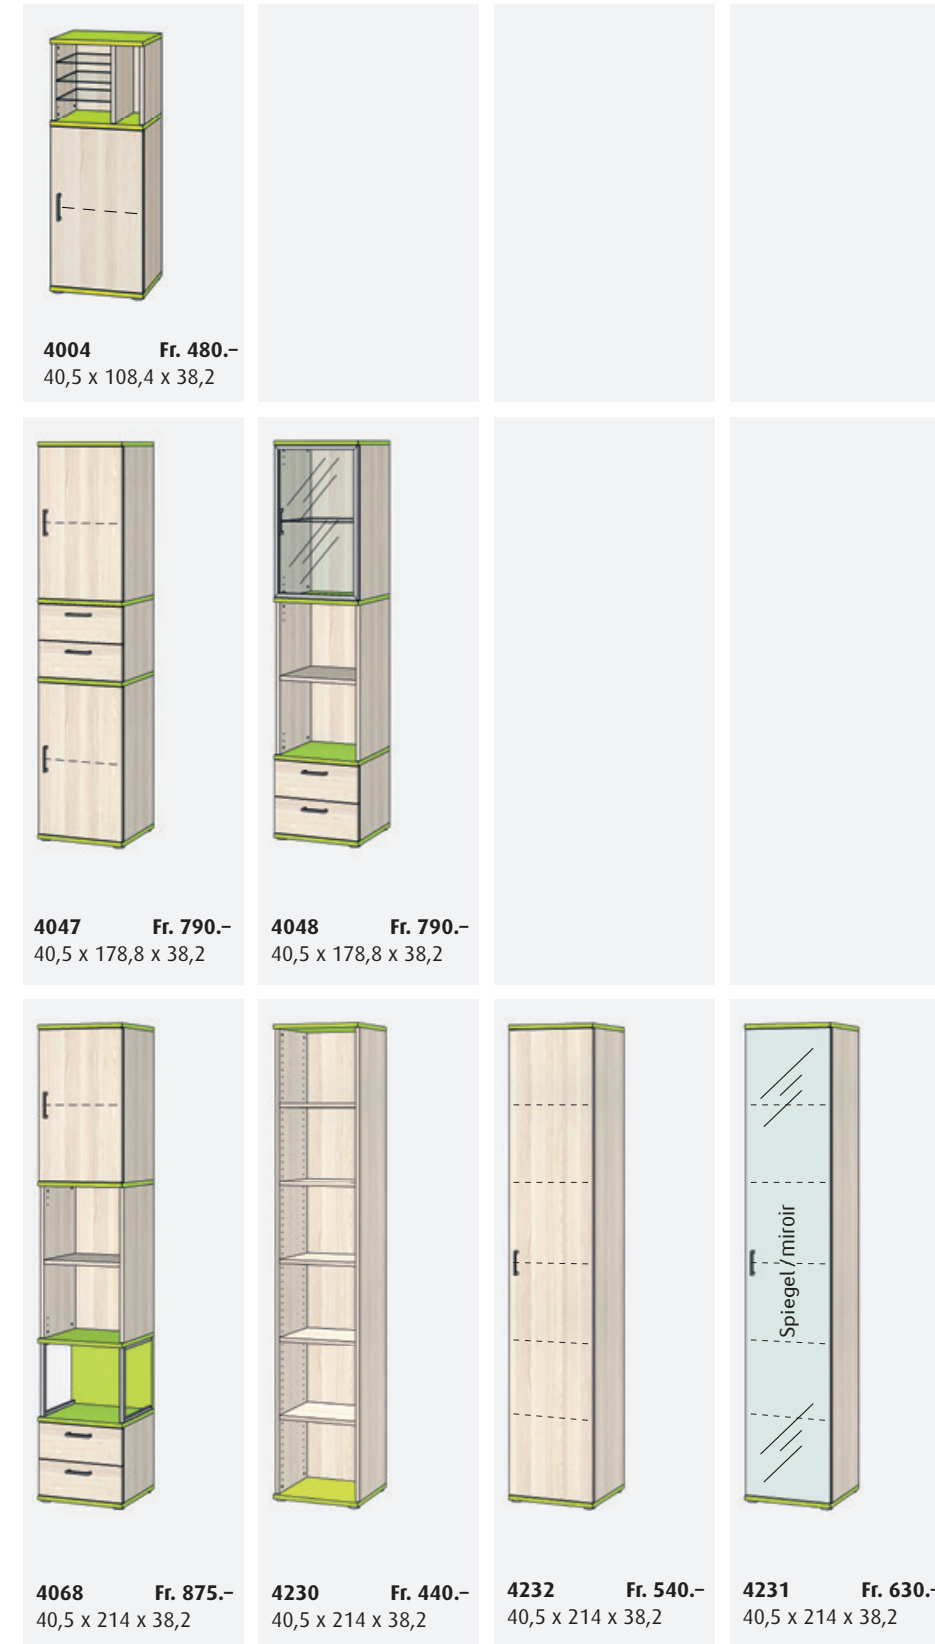 4004 Fr. 480.–
40,5 x 108,4 x 38,2
4047 Fr. 790.–
40,5 x 178,8 x 38,2
4048 Fr. 790.–
40,5 x 178,8 x 38,2
Spiegel/miroir
4068 Fr. 875.–
40,5 x 214 x 38,2
4230 Fr. 440.–
40,5 x 214 x 38,2
4232 Fr. 540.–
40,5 x 214 x 38,2
4231 Fr. 630.–
40,5 x 214 x 38,2